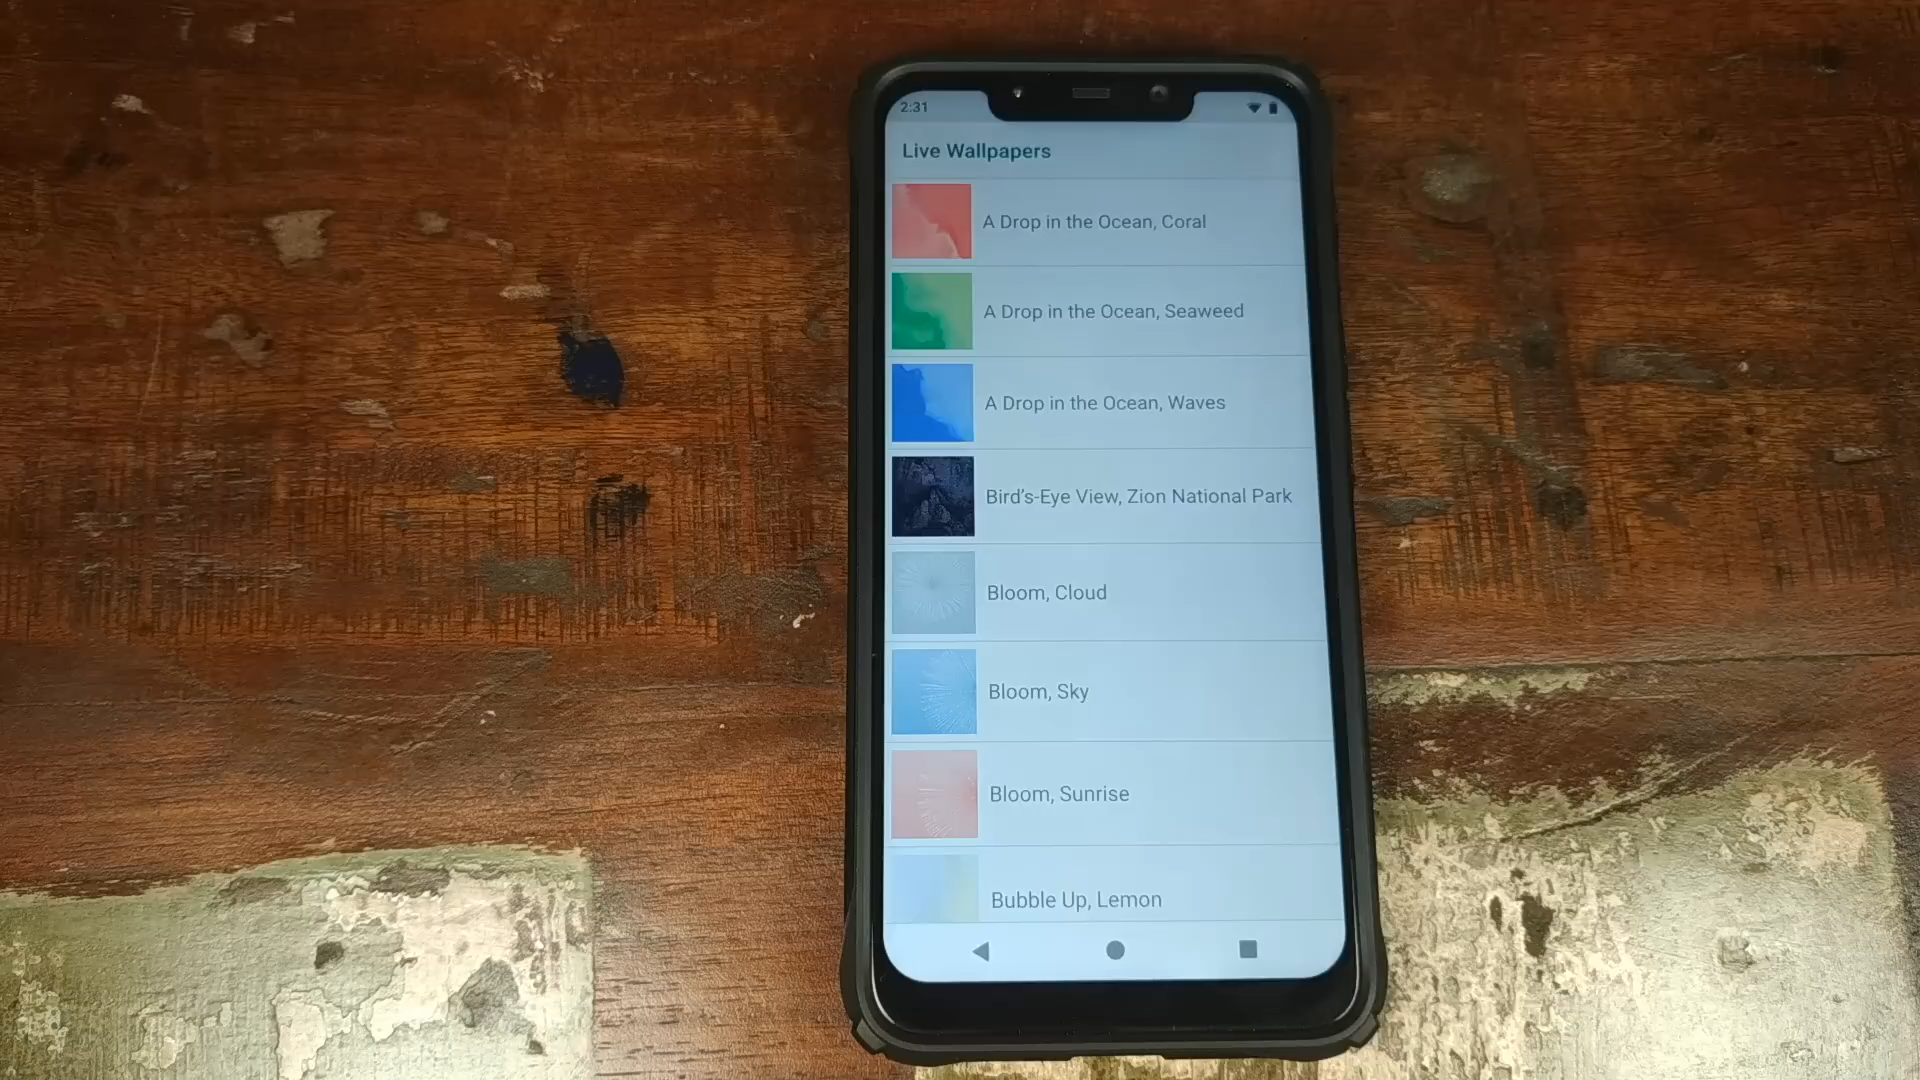 2:31
Live Wallpapers
A Drop in the Ocean, Coral
A Drop in the Ocean, Seaweed
A Drop in the Ocean, Waves
Bird’s-Eye View, Zion National Park
Bloom, Cloud
Bloom, Sky
Bloom, Sunrise
Bubble Up, Lemon